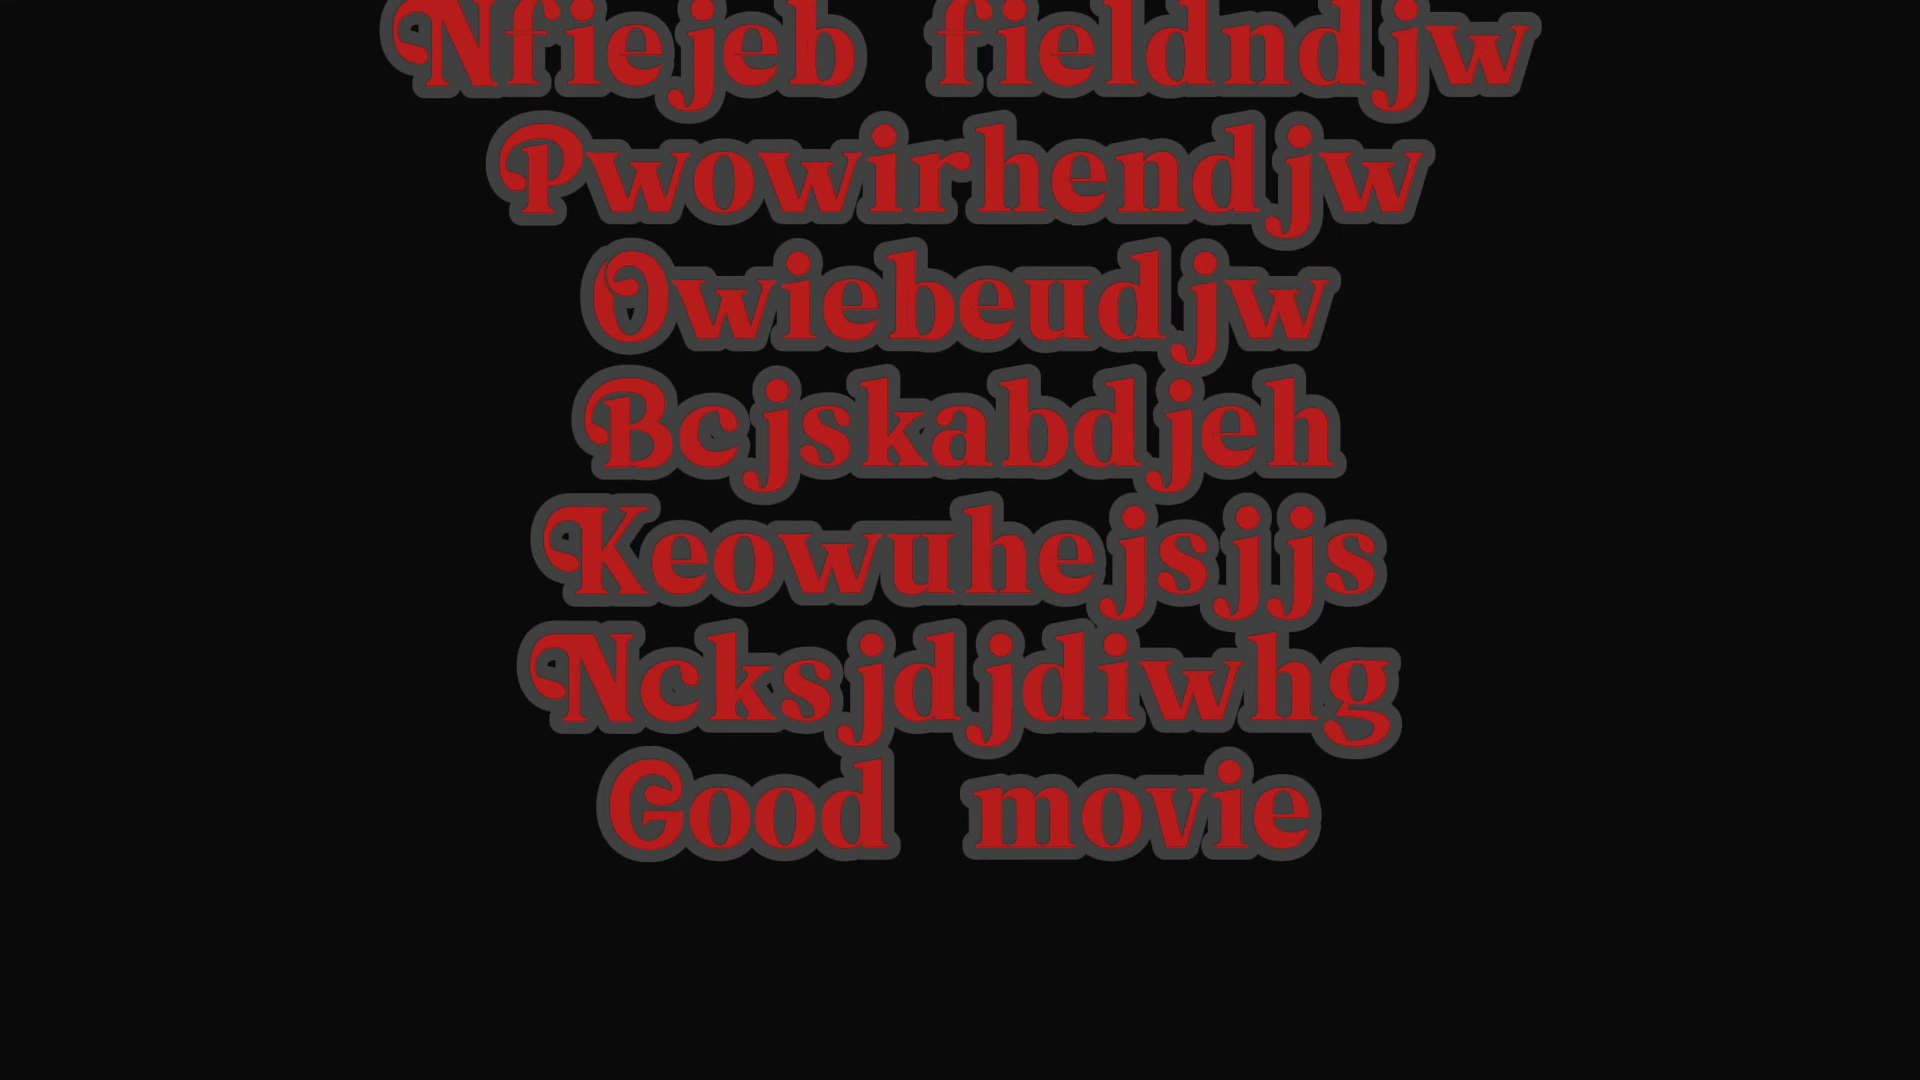 Nfiejeb fieldndjw
Pwowirhendjw
Owiebeudjw
Bcjskabdjeh
Keowuhejsjjs
Ncksjdjdiwhg
Good movie